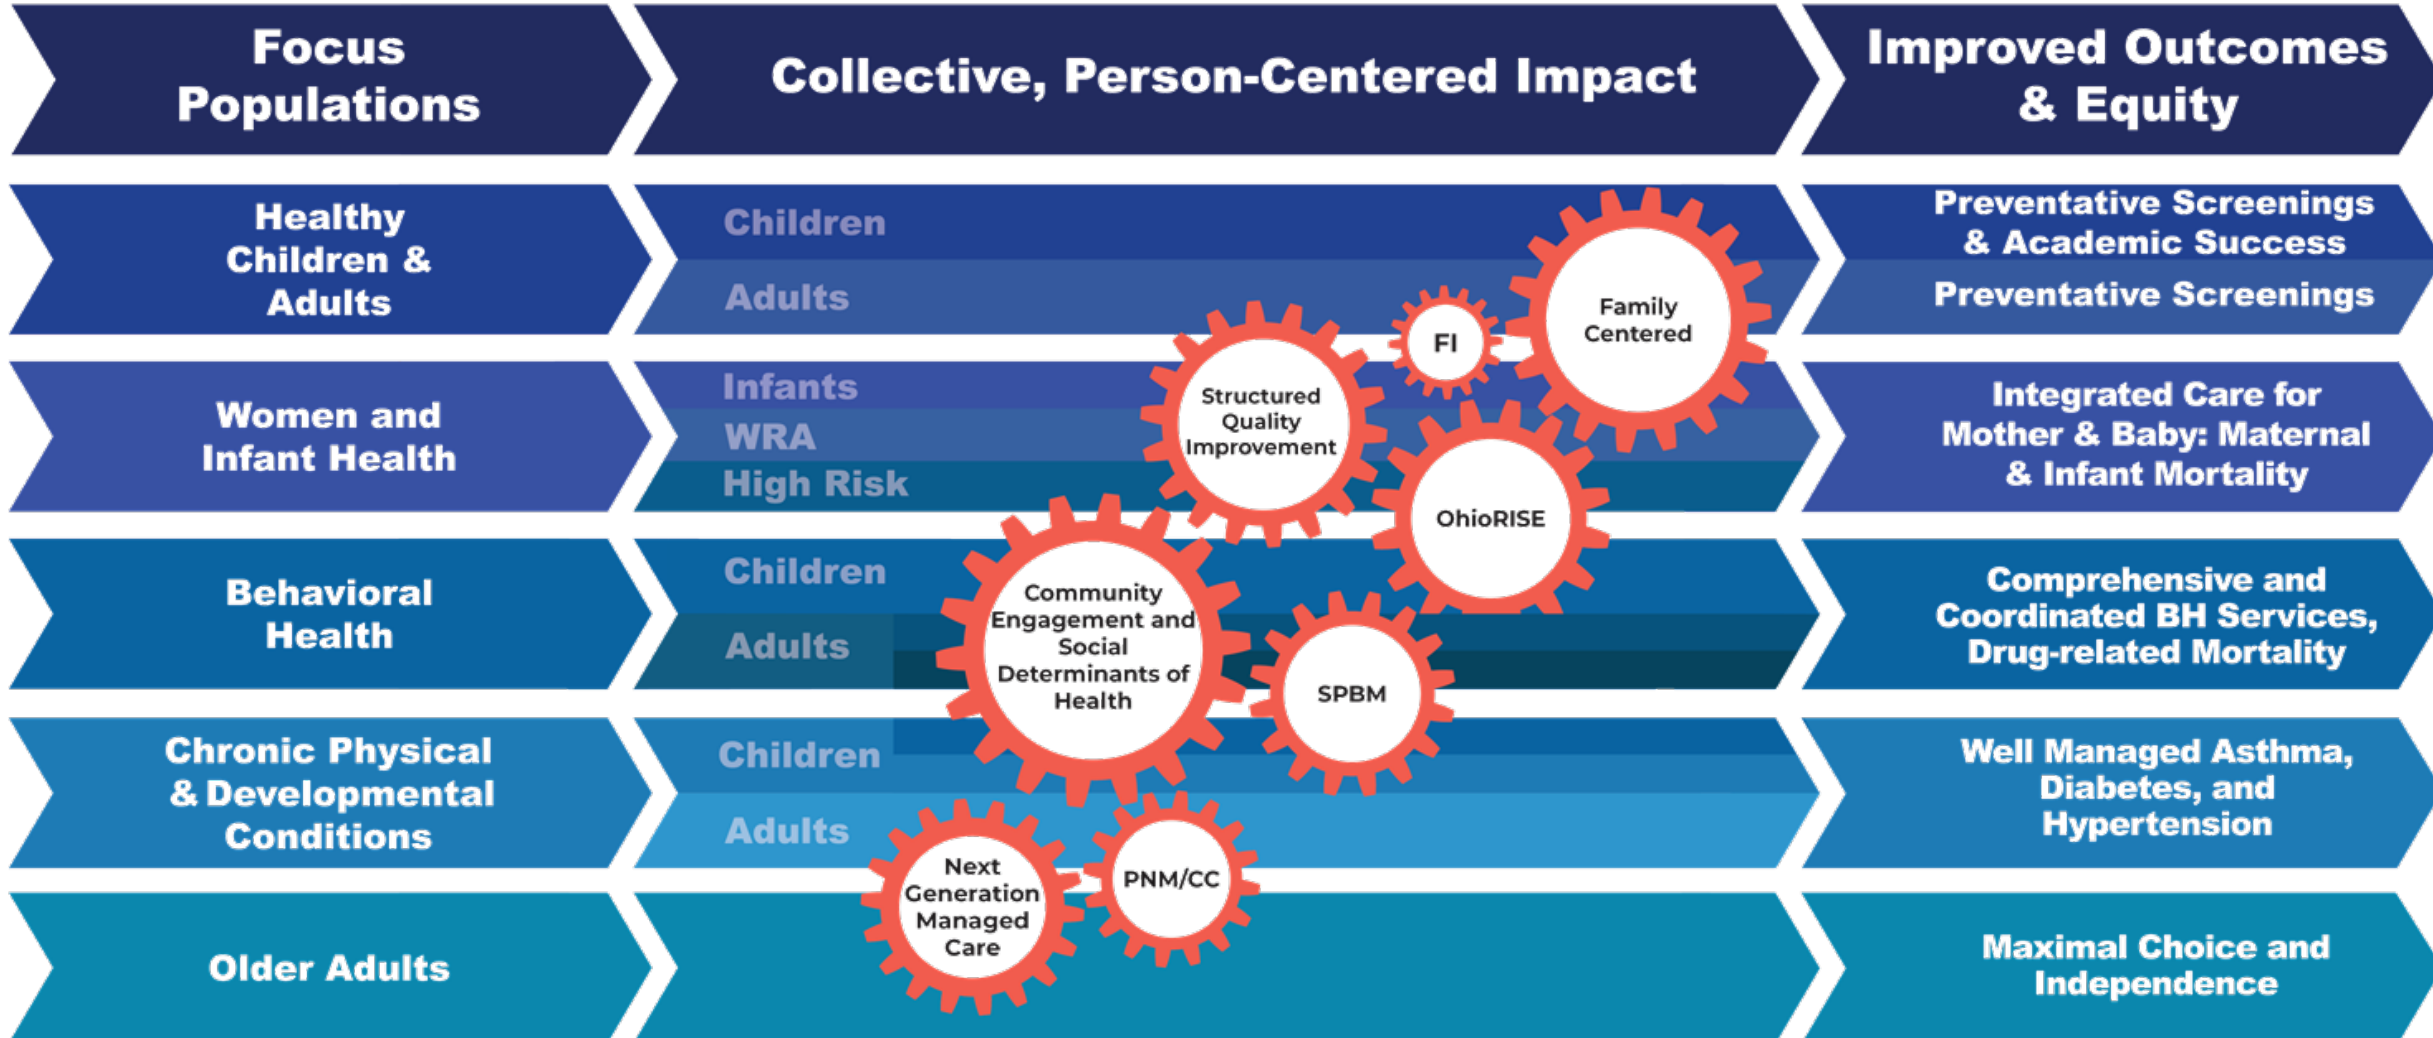 Focus
Populations
Collective, Person-Centered Impact
Improved Outcomes
& Equity
Healthy
Children &
Adults
Children
Adults
Preventative Screenings
& Academic Success
Preventative Screenings
Women and
Infant Health
Infants
WRA
High Risk
Integrated Care for
Mother & Baby: Maternal
& Infant Mortality
Behavioral
Health
Children
Adults
Comprehensive and
Coordinated BH Services,
Drug-related Mortality
Chronic Physical
& Developmental
Conditions
Children
Adults
Well Managed Asthma,
Diabetes, and
Hypertension
Older Adults
Maximal Choice and
Independence
Family
Centered
FI
Structured
Quality
Improvement
OhioRISE
Community
Engagement and
Social
Determinants of
Health
SPBM
Next
Generation
Managed
Care
PNM/CC